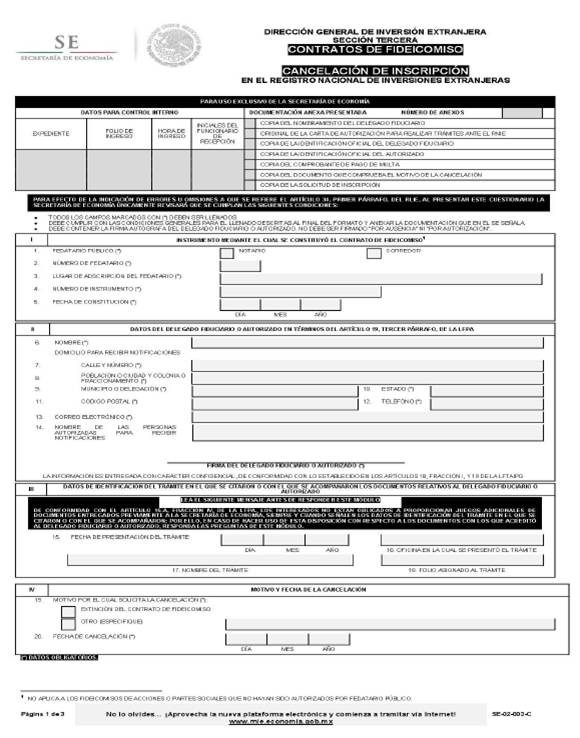 DIRECCIÓN GENERAL DE INVERSIÓN EXTRANJERA
SECCIÓN TERCERA
CONTRATOS DE FIDEICOMISO
SE
SECRETARÍA DE ECONOMÍA
CANCELACIÓN DE INSCRIPCIÓN
EN EL REGISTRO NACIONAL DE INVERSIONES EXTRANJERAS
PARA USO EXCLUSIVO DE LA SECRETARÍA DE ECONOMÍA
DATOS PARA CONTROL INTERNO
DOCUMENTACIÓN ANEXA PRESENTADA NÚMERO DE ANEXOS
EXPEDIENTE
FOLIO DE INGRESO
HORA DE INGRESO
INICIALES DEL FUNCIONARIO DE RECEPCIÓN
COPIA DEL NOMBRAMIENTO DEL DELEGADO FIDUCIARIO
ORIGINAL DE LA CARTA DE AUTORIZACIÓN PARA REALIZAR TRÁMITES ANTE EL RNIE
COPIA DE LA IDENTIFICACIÓN OFICIAL DEL DELEGADO FIDUCIARIO
COPIA DE LA IDENTIFICACIÓN OFICIAL DEL AUTORIZADO
COPIA DEL COMPROBANTE DE PAGO DE MULTA
COPIA DEL DOCUMENTO QUE COMPRUEBA EL MOTIVO DE LA CANCELACIÓN
COPIA DE LA SOLICITUD DE INSCRIPCIÓN
PARA EFECTO DE LA INDICACIÓN DE ERRORES U OMISIONES A QUE SE REFIERE EL ARTÍCULO 34, PRIMER PÁRRAFO, DEL RLIE, AL PRESENTAR ESTE CUESTIONARIO LA
SECRETARÍA DE ECONOMÍA ÚNICAMENTE REVISARÁ QUE SE CUMPLAN LAS SIGUIENTES CONDICIONES:
• TODOS LOS CAMPOS MARCADOS CON (*) DEBEN SER LLENADOS.
• DEBE CUMPLIR CON LAS CONDICIONES GENERALES PARA EL LLENADO DESCRITAS AL FINAL DEL FORMATO Y ANEXAR LA DOCUMENTACIÓN QUE EN EL SE SEÑALA.
• DEBE CONTENER LA FIRMA AUTÓGRAFA DEL DELEGADO FIDUCIARIO O AUTORIZADO. NO DEBE SER FIRMADO "POR AUSENCIA" NI "POR AUTORIZACIÓN".
I INSTRUMENTO MEDIANTE EL CUAL SE CONSTITUYÓ EL CONTRATO DE FIDEICOMISO¹
1. FEDATARIO PÚBLICO (*): NOTARIO CORREDOR
2. NÚMERO DE FEDATARIO (*):
3. LUGAR DE ADSCRIPCIÓN DEL FEDATARIO (*):
4. NÚMERO DE INSTRUMENTO (*):
5. FECHA DE CONSTITUCIÓN (*):
DÍA MES AÑO
II DATOS DEL DELEGADO FIDUCIARIO O AUTORIZADO EN TÉRMINOS DEL ARTÍCULO 19, TERCER PÁRRAFO, DE LA LFPA
6. NOMBRE (*):
DOMICILIO PARA RECIBIR NOTIFICACIONES
7. CALLE Y NÚMERO (*):
8. POBLACIÓN O CIUDAD Y COLONIA O FRACCIONAMIENTO (*)
9. MUNICIPIO O DELEGACIÓN (*): 10. ESTADO (*):
11. CÓDIGO POSTAL (*): 12. TELÉFONO (*):
13. CORREO ELECTRÓNICO (*):
14. NOMBRE DE LAS PERSONAS
AUTORIZADAS PARA RECIBIR
NOTIFICACIONES
FIRMA DEL DELEGADO FIDUCIARIO O AUTORIZADO (*)
LA INFORMACIÓN ES ENTREGADA CON CARÁCTER CONFIDENCIAL, DE CONFORMIDAD CON LO ESTABLECIDO EN LOS ARTÍCULOS 18, FRACCIÓN I, Y 19 DE LA LFTAIPG
III DATOS DE IDENTIFICACIÓN DEL TRÁMITE EN EL QUE SE CITARON O CON EL QUE SE ACOMPAÑARON LOS DOCUMENTOS RELATIVOS AL DELEGADO FIDUCIARIO O
AUTORIZADO
LEA EL SIGUIENTE MENSAJE ANTES DE RESPONDER ESTE MÓDULO
DE CONFORMIDAD CON EL ARTÍCULO 15-A, FRACCIÓN IV, DE LA LFPA, LOS INTERESADOS NO ESTÁN OBLIGADOS A PROPORCIONAR JUEGOS ADICIONALES DE
DOCUMENTOS ENTREGADOS PREVIAMENTE A LA SECRETARÍA DE ECONOMÍA, SIEMPRE Y CUANDO SEÑALEN LOS DATOS DE IDENTIFICACIÓN DEL TRÁMITE EN EL QUE SE
CITARON O CON EL QUE SE ACOMPAÑARON; POR ELLO, EN CASO DE HACER USO DE ESTA DISPOSICIÓN CON RESPECTO A LOS DOCUMENTOS CON LOS QUE ACREDITÓ
AL DELEGADO FIDUCIARIO O AUTORIZADO, RESPONDA LAS PREGUNTAS DE ESTE MÓDULO.
15. FECHA DE PRESENTACIÓN DEL TRÁMITE
DÍA MES AÑO 16. OFICINA EN LA CUAL SE PRESENTÓ EL TRÁMITE
17. NOMBRE DEL TRÁMITE 18. FOLIO ASIGNADO AL TRÁMITE
IV MOTIVO Y FECHA DE LA CANCELACIÓN
19. MOTIVO POR EL CUAL SOLICITA LA CANCELACIÓN (*):
EXTINCIÓN DEL CONTRATO DE FIDEICOMISO
OTRO (ESPECIFIQUE)
20. FECHA DE CANCELACIÓN (*):
DÍA MES AÑO
(*) DATOS OBLIGATORIOS.
¹ NO APLICA A LOS FIDEICOMISOS DE ACCIONES O PARTES SOCIALES QUE NO HAYAN SIDO AUTORIZADOS POR FEDATARIO PÚBLICO.
Página 1 de 3 No lo olvides... ¡Aprovecha la nueva plataforma electrónica y comienza a tramitar vía Internet! SE-02-003-C
www.rnie.economia.gob.mx